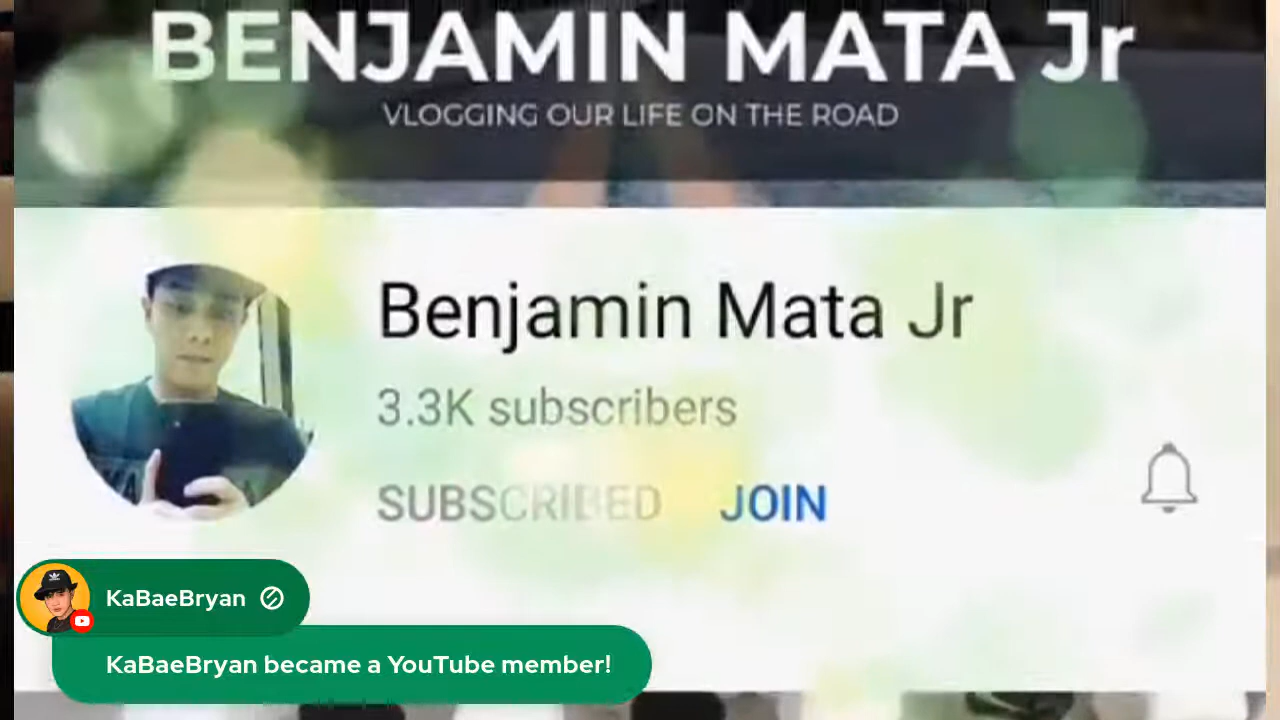 BENJAMIN MATA Jr
VLOGGING OUR LIFE ON THE ROAD
Benjamin Mata Jr
3.3K subscribers
SUBSCRIBED JOIN
KaBaeBryan
KaBaeBryan became a YouTube member!